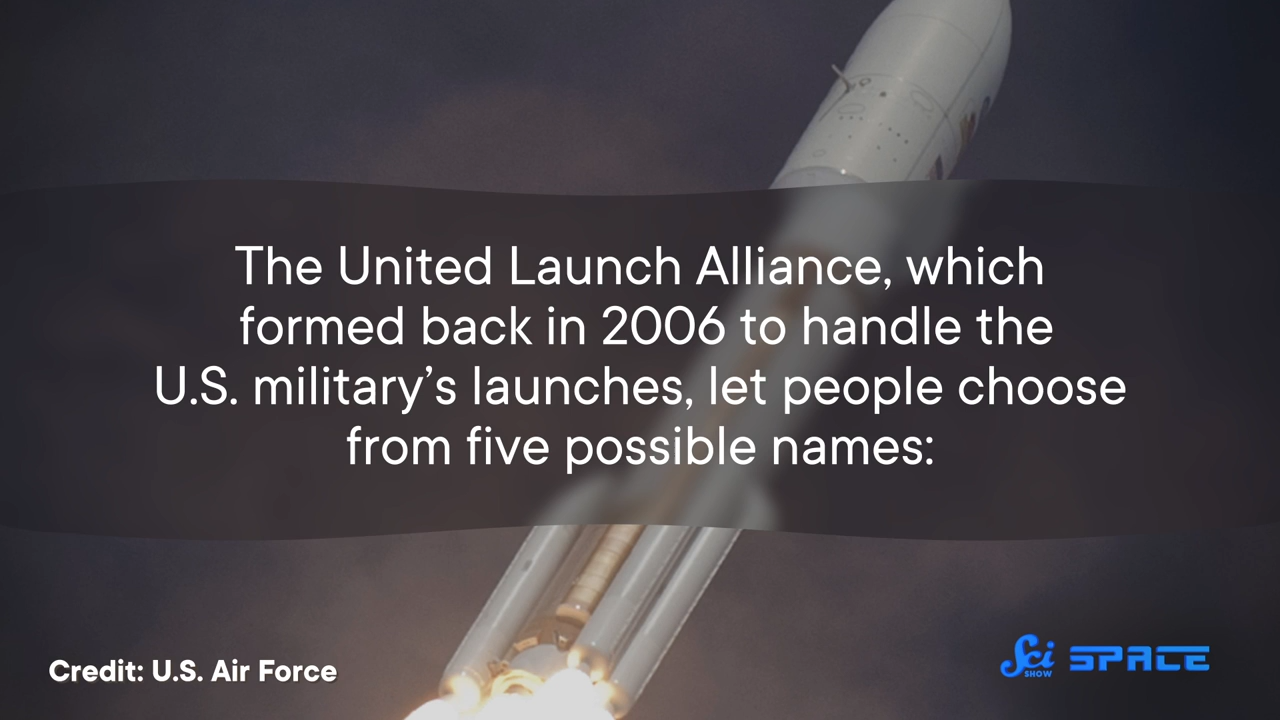 The United Launch Alliance, which
formed back in 2006 to handle the
U.S. military’s launches, let people choose
from five possible names:
Credit: U.S. Air Force
Sci SHOW SPACE